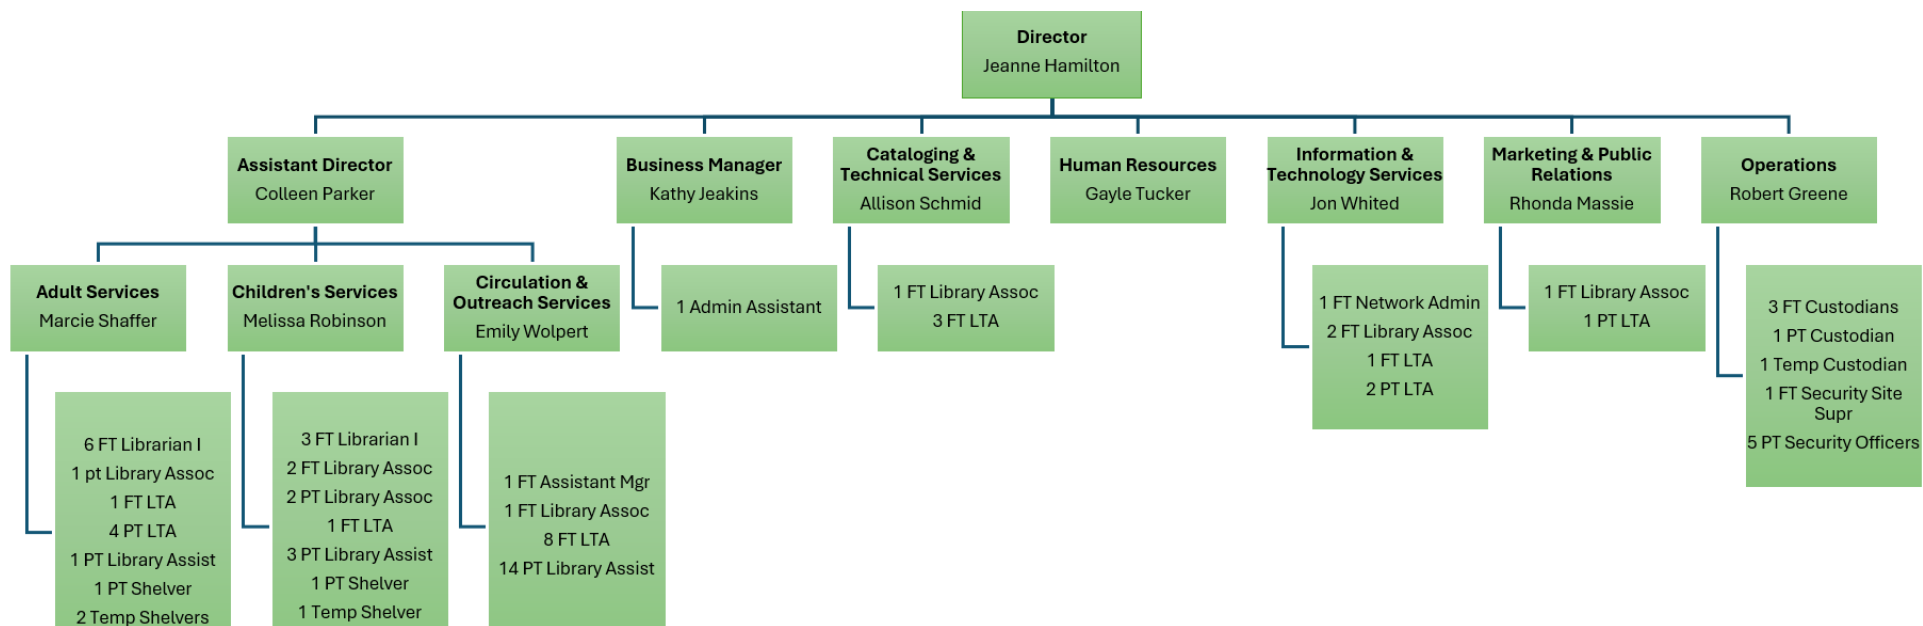 Director
Jeanne Hamilton
Assistant Director
Colleen Parker
Business Manager
Kathy Jeakins
Cataloging &
Technical Services
Allison Schmid
Human Resources
Gayle Tucker
Information &
Technology Services
Jon Whited
Marketing & Public
Relations
Rhonda Massie
Operations
Robert Greene
Adult Services
Marcie Shaffer
Children's Services
Melissa Robinson
Circulation &
Outreach Services
Emily Wolpert
1 Admin Assistant
1 FT Library Assoc
3 FT LTA
1 FT Network Admin
2 FT Library Assoc
1 FT LTA
2 PT LTA
1 FT Library Assoc
1 PT LTA
3 FT Custodians
1 PT Custodian
1 Temp Custodian
1 FT Security Site
Supr
5 PT Security Officers
6 FT Librarian I
1 pt Library Assoc
1 FT LTA
4 PT LTA
1 PT Library Assist
1 PT Shelver
2 Temp Shelvers
3 FT Librarian I
2 FT Library Assoc
2 PT Library Assoc
1 FT LTA
3 PT Library Assist
1 PT Shelver
1 Temp Shelver
1 FT Assistant Mgr
1 FT Library Assoc
8 FT LTA
14 PT Library Assist